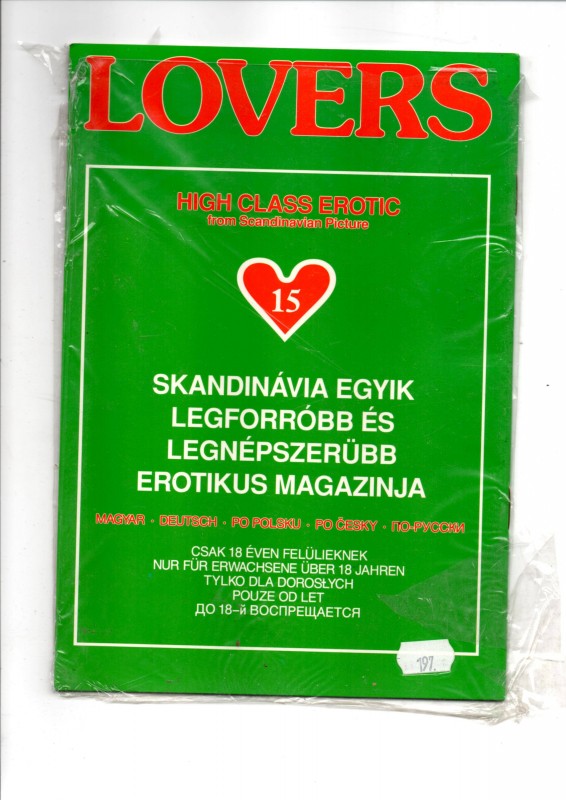 LOVERS
HIGH CLASS EROTIC
from Scandinavian Picture
15
SKANDINÁVIA EGYIK
LEGFORRÓBB ÉS
LEGNÉPSZERÜBB
EROTIKUS MAGAZINJA
MAGYAR · DEUTSCH · PO POLSKU · PO ČESKY · ПО-РУССКИ
CSAK 18 ÉVEN FELÜLIEKNEK
NUR FÜR ERWACHSENE ÜBER 18 JAHREN
TYLKO DLA DOROSŁYCH
POUZE OD LET
ДО 18-й ВОСПРЕЩАЕТСЯ
197.